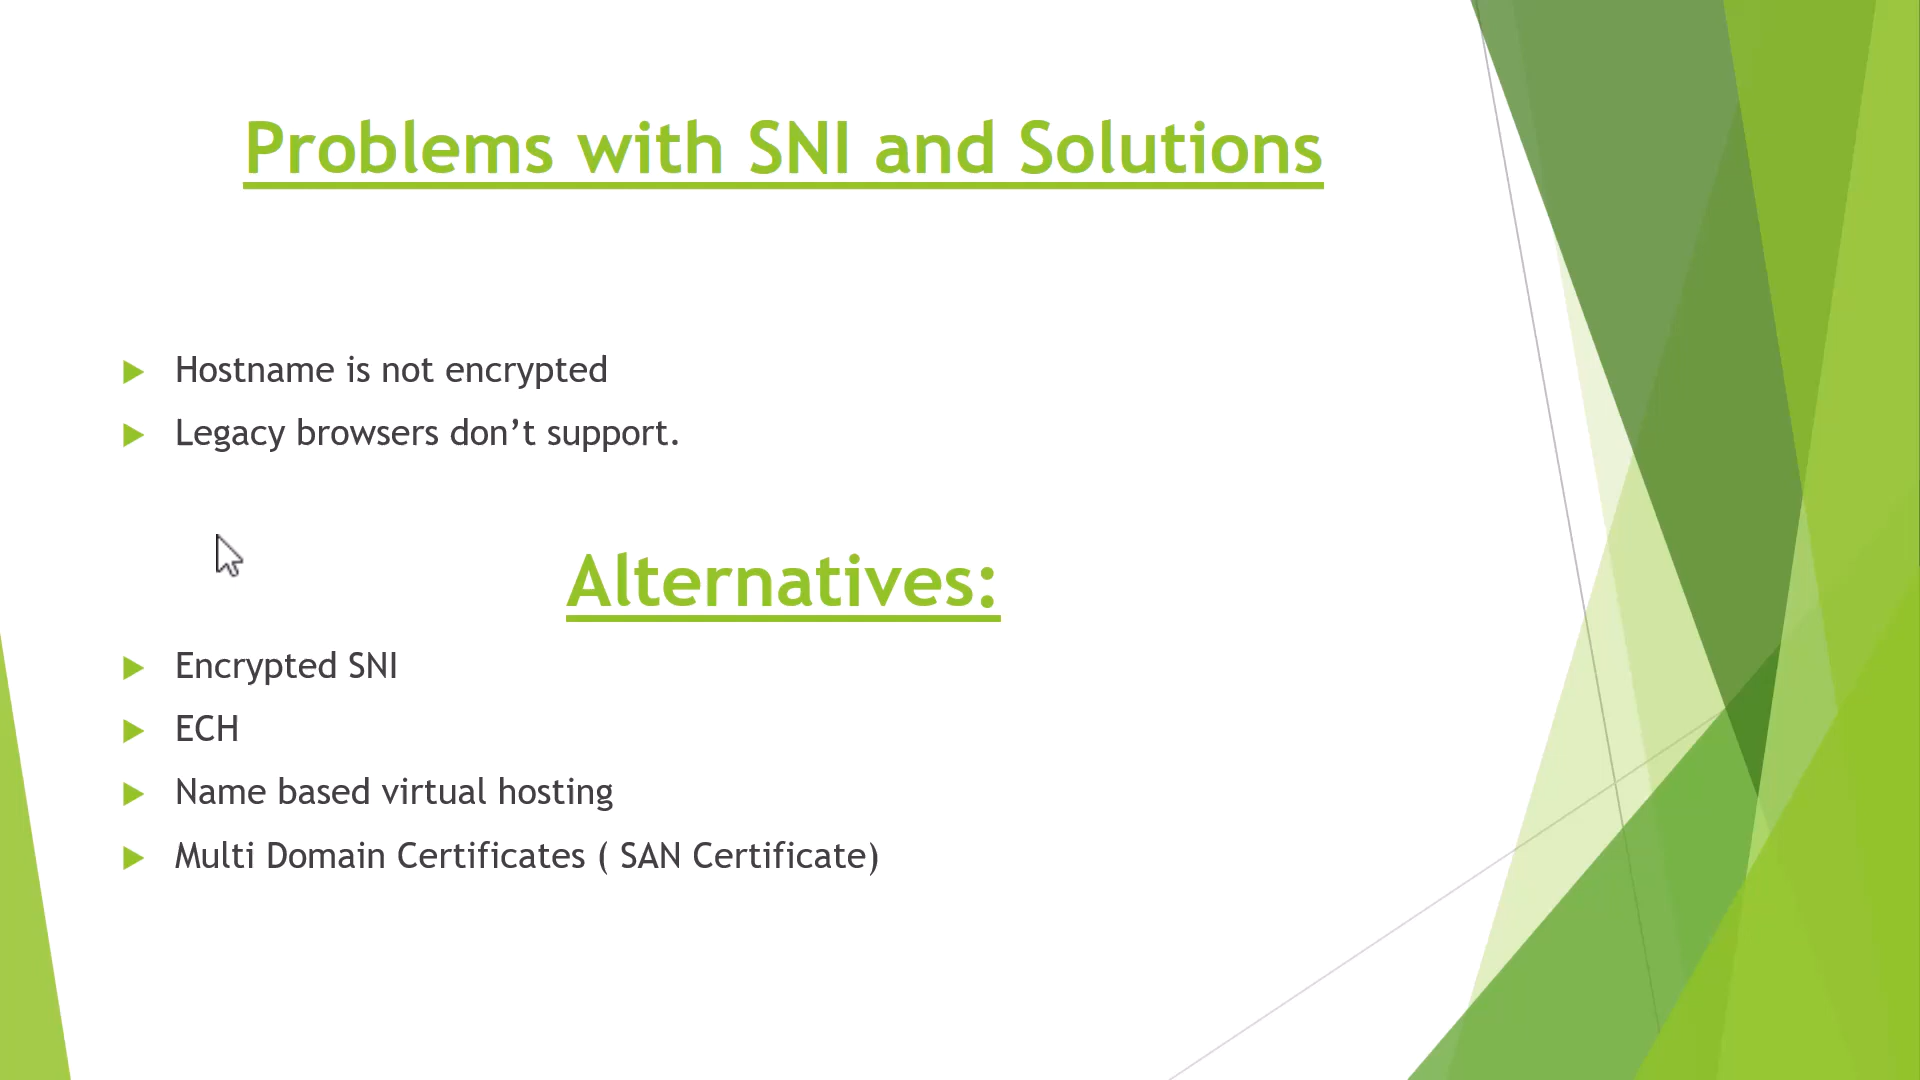 Problems with SNI and Solutions
Hostname is not encrypted
Legacy browsers don’t support.
Alternatives:
Encrypted SNI
ECH
Name based virtual hosting
Multi Domain Certificates ( SAN Certificate)